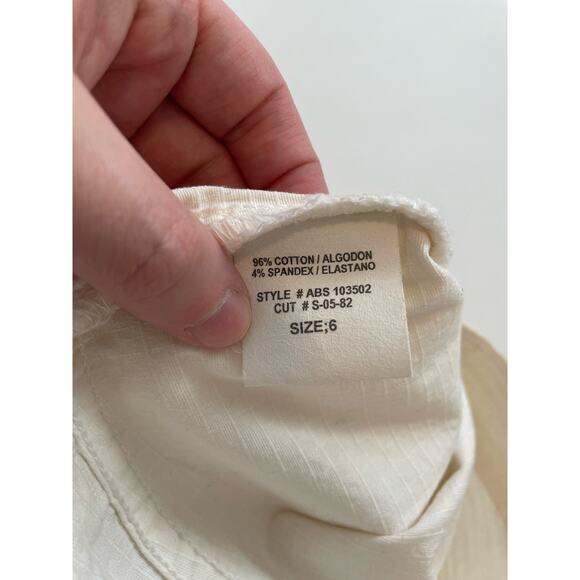 96% COTTON / ALGODON
4% SPANDEX / ELASTANO
STYLE # ABS 103502
CUT # S-05-82
SIZE;6